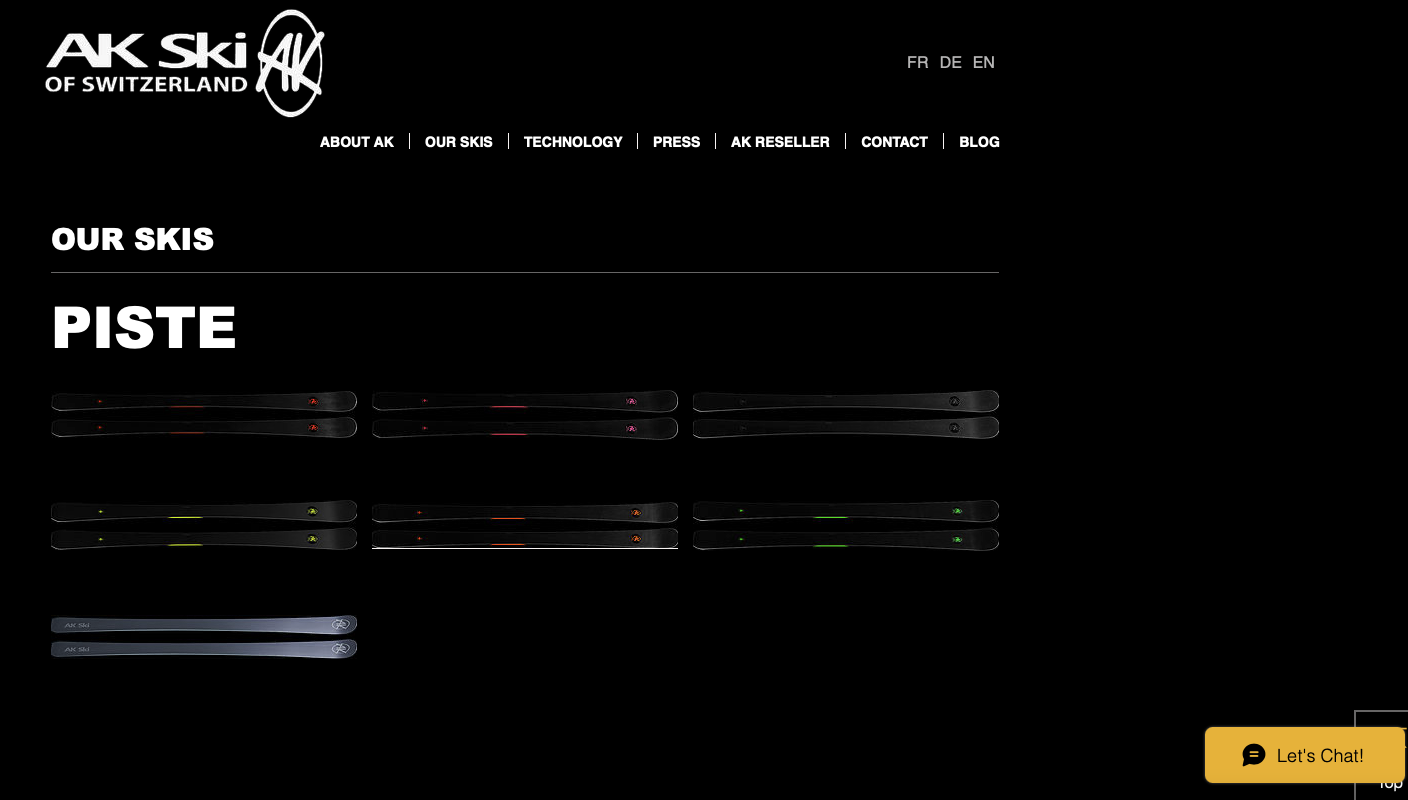 AK Ski AK
OF SWITZERLAND
FR DE EN
ABOUT AK OUR SKIS TECHNOLOGY PRESS AK RESELLER CONTACT BLOG
OUR SKIS
PISTE
AK Ski
AK Ski
Let's Chat!
Top